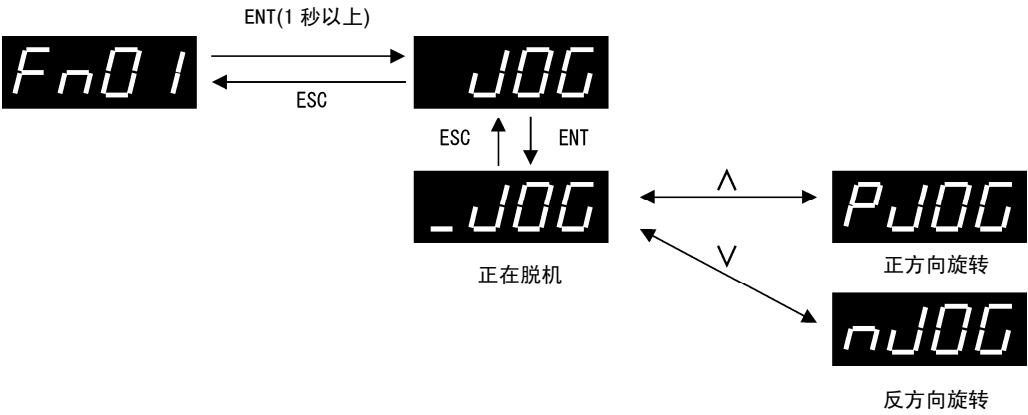 ENT(1 秒以上)
Fn01
JOG
ESC
ESC
ENT
_JOG
∧
PJOG
正在脱机
∨
正方向旋转
nJOG
反方向旋转